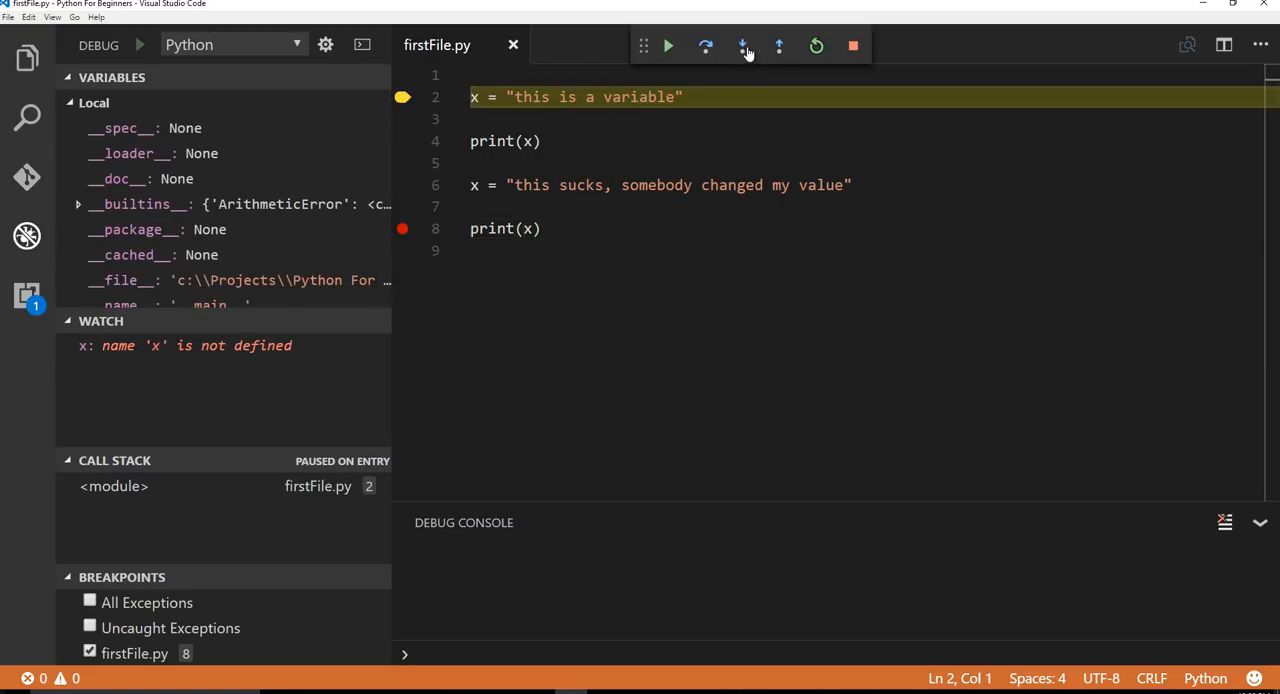 firstFile.py - Python For Beginners - Visual Studio Code
File Edit View Go Help
DEBUG Python
firstFile.py
VARIABLES
Local
__spec__: None
__loader__: None
__doc__: None
__builtins__: {'ArithmeticError': <c…
__package__: None
__cached__: None
__file__: 'c:\\Projects\\Python For …
__name__: '__main__'
WATCH
x: name 'x' is not defined
CALL STACK PAUSED ON ENTRY
<module> firstFile.py 2
BREAKPOINTS
All Exceptions
Uncaught Exceptions
firstFile.py 8
1
1
2 x = "this is a variable"
3
4 print(x)
5
6 x = "this sucks, somebody changed my value"
7
8 print(x)
9
DEBUG CONSOLE
0 0
Ln 2, Col 1 Spaces: 4 UTF-8 CRLF Python